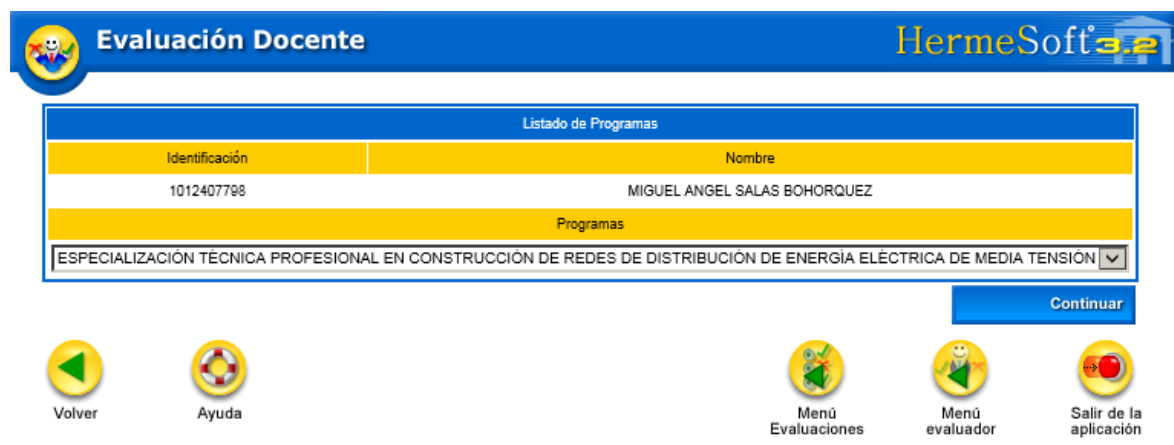 Evaluación Docente
HermeSoft 3.2
Listado de Programas
Identificación Nombre
1012407798 MIGUEL ANGEL SALAS BOHORQUEZ
Programas
ESPECIALIZACIÓN TÉCNICA PROFESIONAL EN CONSTRUCCIÓN DE REDES DE DISTRIBUCIÓN DE ENERGÍA ELÉCTRICA DE MEDIA TENSIÓN
Continuar
Volver
Ayuda
Menú
Evaluaciones
Menú
evaluador
Salir de la
aplicación